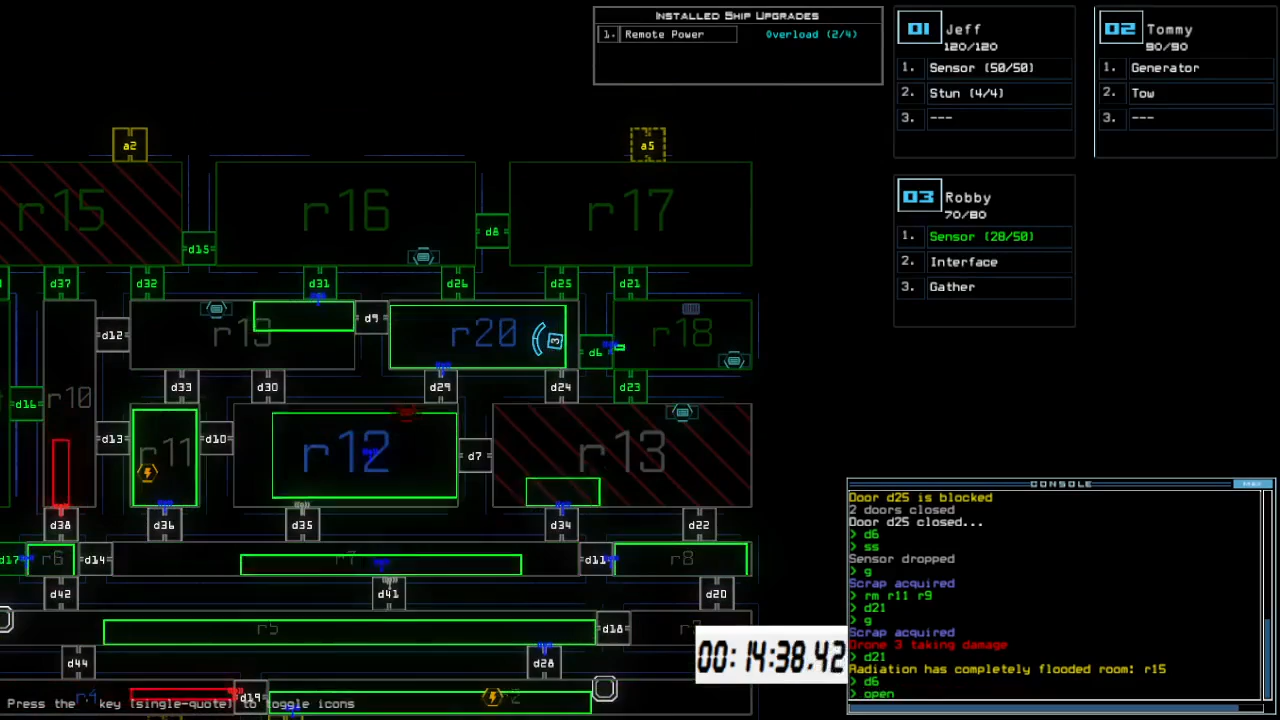 Installed Ship Upgrades
1. Remote Power Overload (2/4)
01 Jeff
120/120
1. Sensor (50/50)
2. Stun (4/4)
3. ---
02 Tommy
90/90
1. Generator
2. Tow
3. ---
03 Robby
70/80
1. Sensor (28/50)
2. Interface
3. Gather
a2
a5
r15
r16
r17
d15
d8
d37
d32
d31
d26
d25
d21
d12
r13
d9
r20
3
d6
r18
d16
r10
d33
d30
d29
d24
d23
d13
r11
d10
r12
d7
r13
d38
d36
d35
d34
d22
d17
r6
d14
r7
d11
r8
d42
d41
d20
r5
d18
d44
d28
r4
d19
Press the ' key (single-quote) to toggle icons
00:14:38.42
CONSOLE
Door d25 is blocked
2 doors closed
Door d25 closed...
> d6
> ss
Sensor dropped
> g
Scrap acquired
> rm r11 r9
> d21
> g
Scrap acquired
Drone 3 taking damage
> d21
Radiation has completely flooded room: r15
> d6
> open